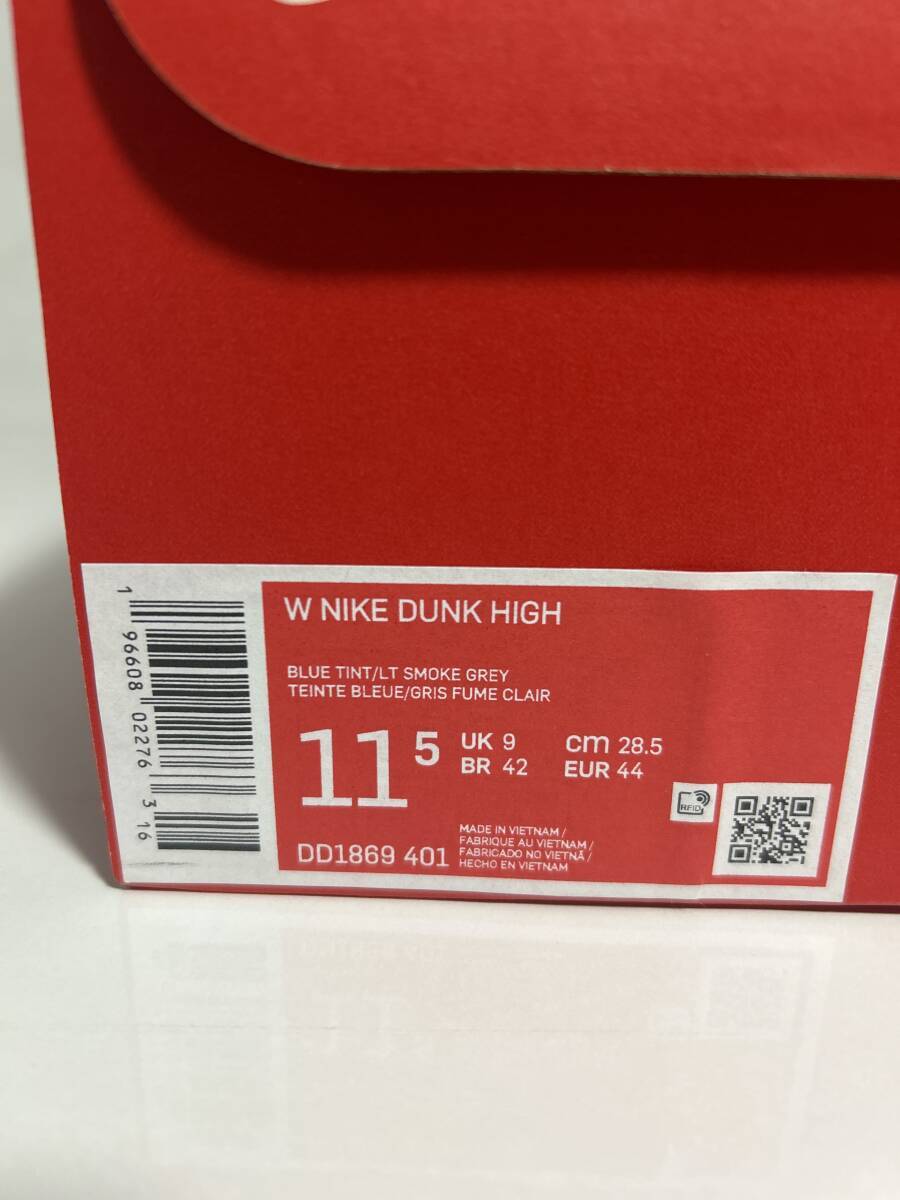 W NIKE DUNK HIGH
BLUE TINT/LT SMOKE GREY
TEINTE BLEUE/GRIS FUME CLAIR
11 5
UK 9 cm 28.5
BR 42 EUR 44
DD1869 401
MADE IN VIETNAM /
FABRIQUE AU VIETNAM /
FABRICADO NO VIETNÃ /
HECHO EN VIETNAM
RFID
1 96608 02276 3 16